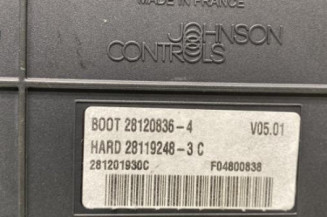 MADE IN FRANCE
JOHNSON
CONTROLS
BOOT 28120836-4 V05.01
HARD 28119248-3 C
281201930C F04800838